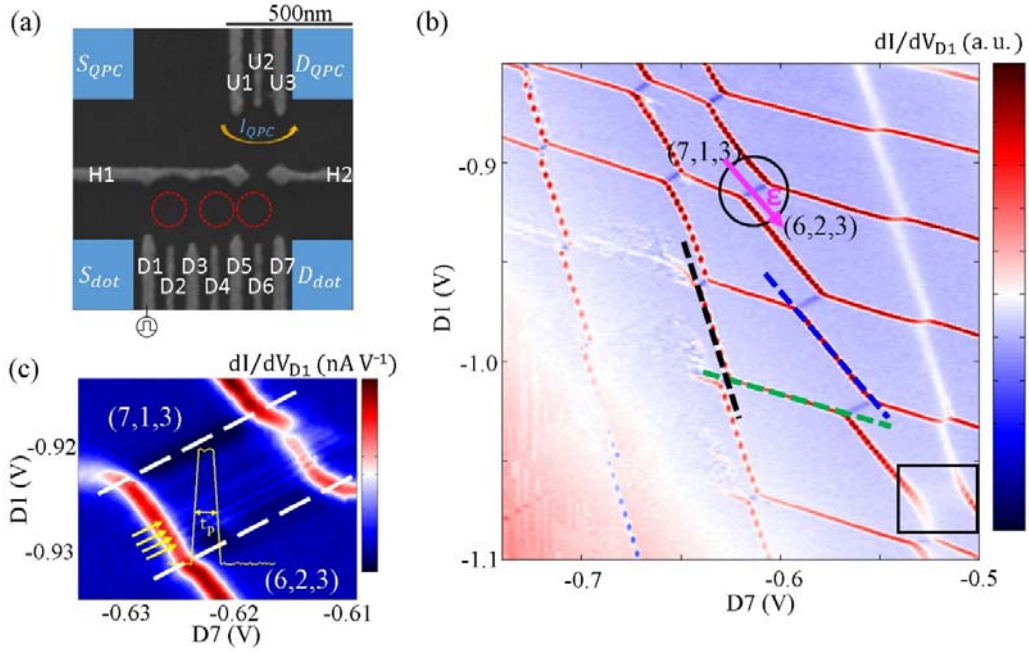 (a)
500nm
S_QPC
D_QPC
U1
U2
U3
I_QPC
H1
H2
S_dot
D_dot
D1
D2
D3
D4
D5
D6
D7
(b)
dI/dV_D1 (a. u.)
(7,1,3)
ε
(6,2,3)
-0.9
-1.0
-1.1
D1 (V)
-0.7
-0.6
-0.5
D7 (V)
(c)
dI/dV_D1 (nA V⁻¹)
(7,1,3)
t_p
(6,2,3)
-0.92
-0.93
D1 (V)
-0.63
-0.62
-0.61
D7 (V)